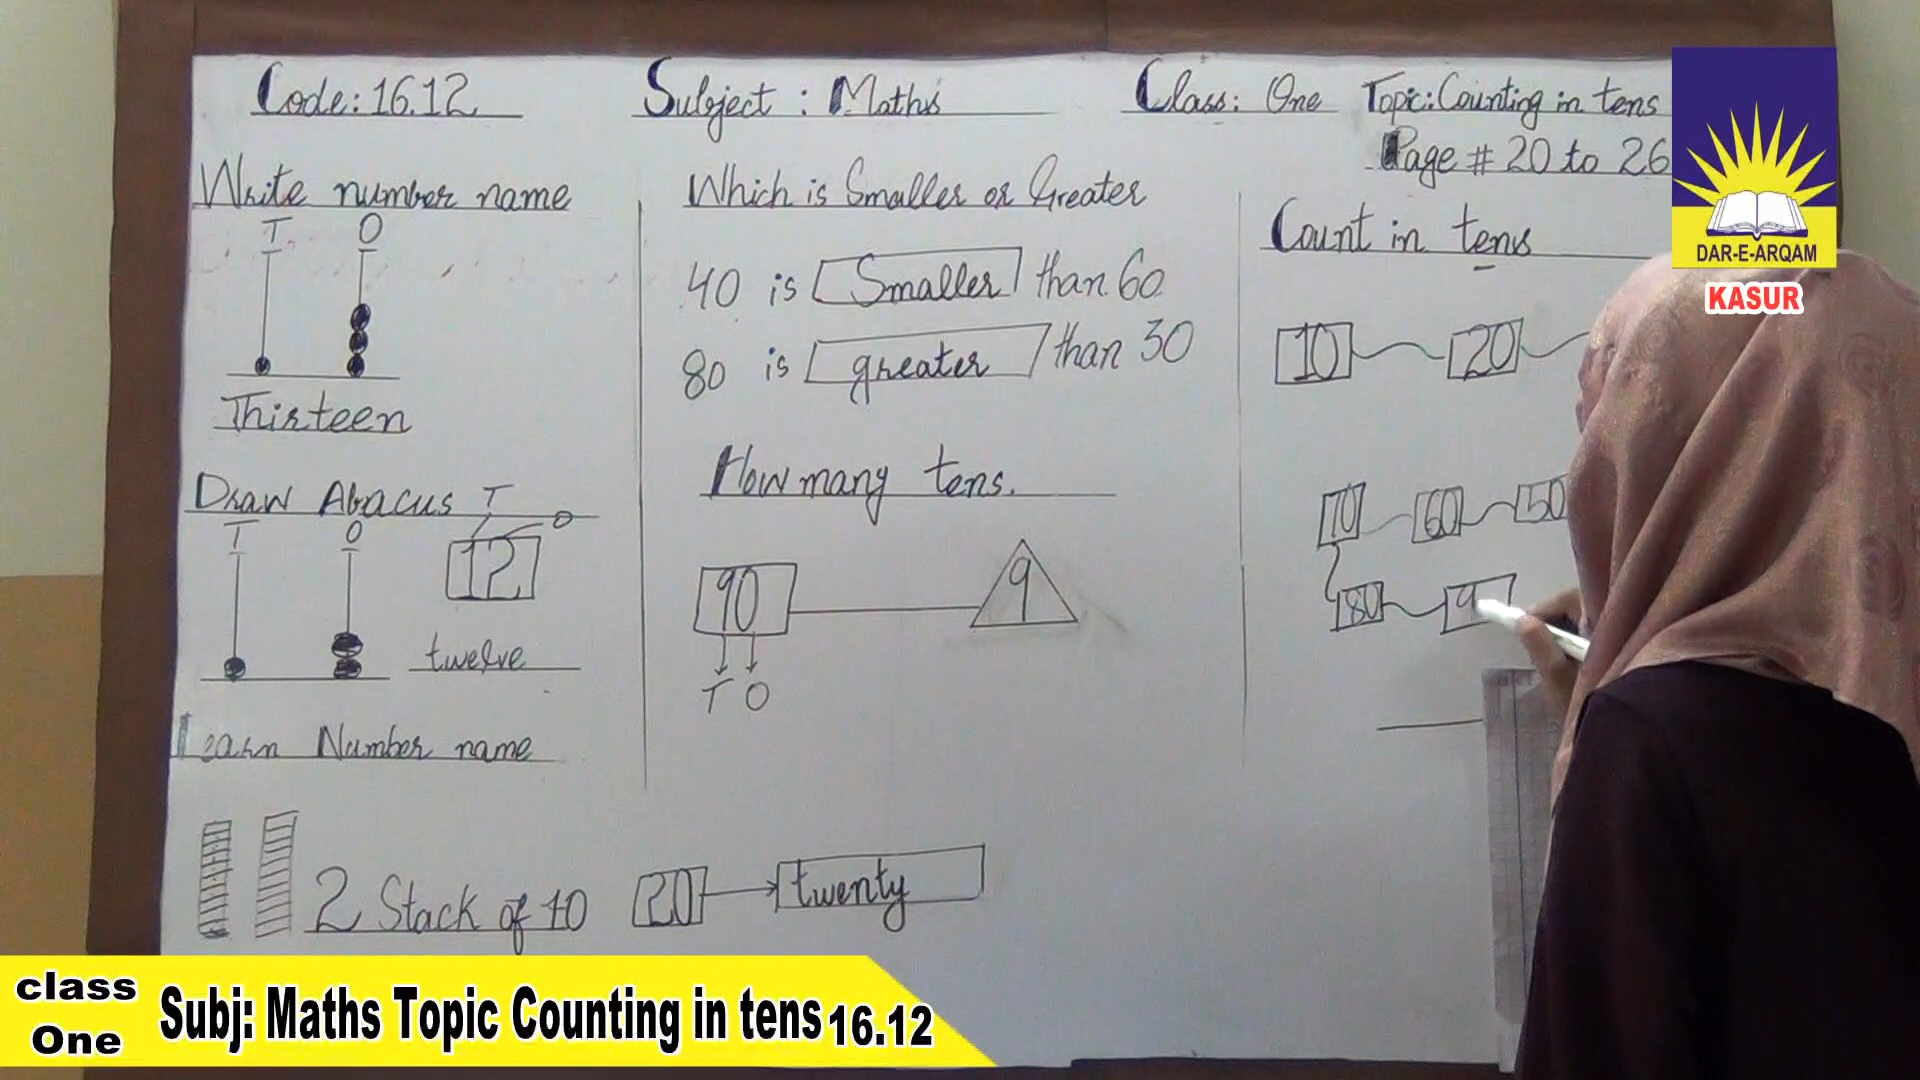 Code: 16.12
Subject : Maths
Class: One
Topic: Counting in tens
Page # 20 to 26
DAR-E-ARQAM
KASUR
Write number name
T O
Thirteen
Draw Abacus
T O
T O
12
twelve
Learn Number name
2 Stack of 10
20
twenty
Which is Smaller or Greater
40 is Smaller than 60
80 is greater than 30
How many tens.
90
9
T O
Count in tens
10 20
70 60 50
80 9
class
One
Subj: Maths Topic Counting in tens 16.12